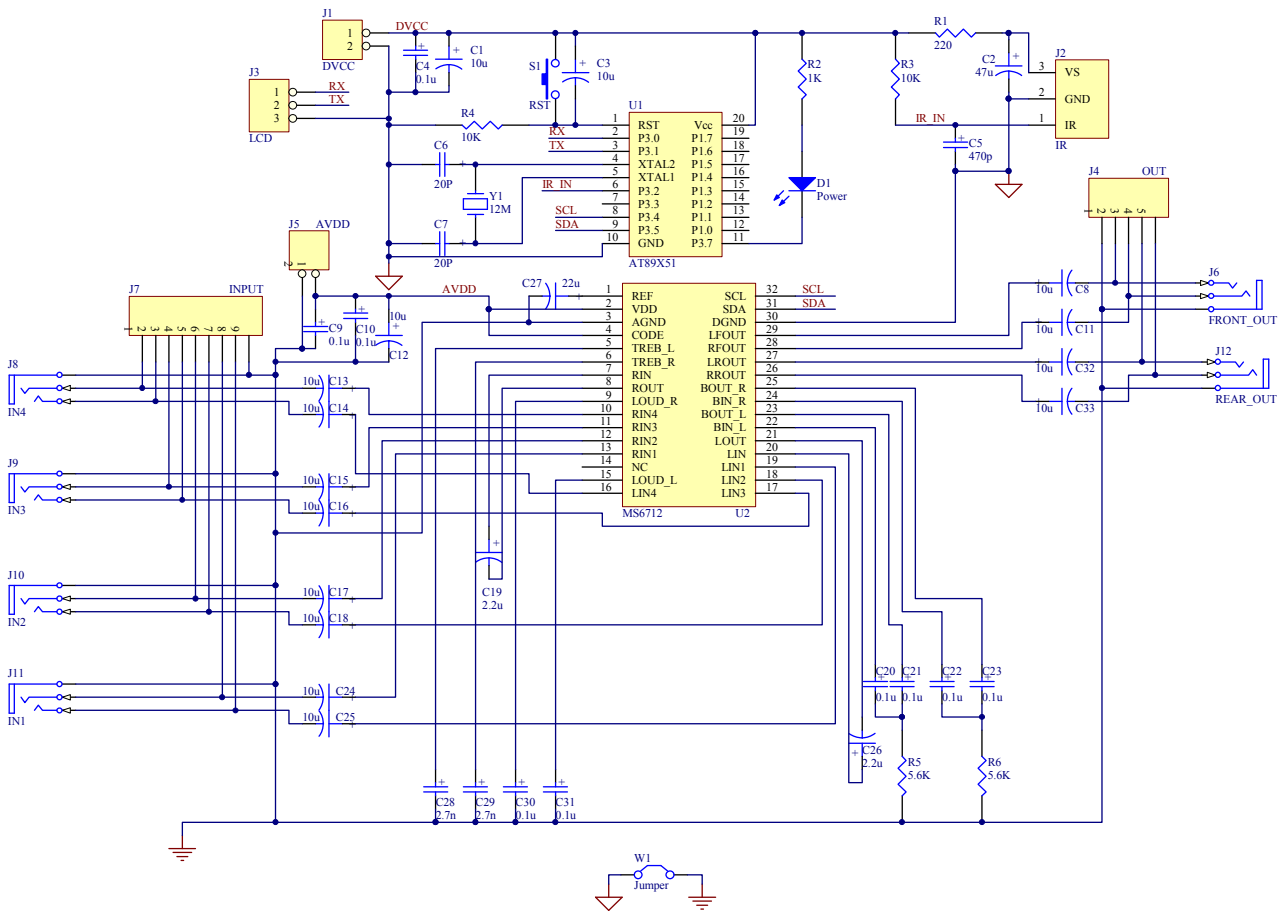 J1
1
2
DVCC
DVCC
C4
0.1u
C1
10u
S1
RST
C3
10u
R2
1K
R3
10K
R1
220
C2
47u
J2
3 VS
2 GND
1 IR
IR
J3
1
2
3
LCD
RX
TX
R4
10K
C6
20P
C7
20P
Y1
12M
RX
TX
IR_IN
SCL
SDA
U1
1 RST Vcc 20
2 P3.0 P1.7 19
3 P3.1 P1.6 18
4 XTAL2 P1.5 17
5 XTAL1 P1.4 16
6 P3.2 P1.3 15
7 P3.3 P1.2 14
8 P3.4 P1.1 13
9 P3.5 P1.0 12
10 GND P3.7 11
AT89X51
D1
Power
IR_IN
C5
470p
J4 OUT
1
2
3
4
5
J5 AVDD
2
1
J7 INPUT
1
2
3
4
5
6
7
8
9
AVDD
C27 22u
C9
0.1u
C10
0.1u
10u
C12
1 REF SCL 32 SCL
2 VDD SDA 31 SDA
3 AGND DGND 30
4 CODE LFOUT 29
5 TREB_L RFOUT 28
6 TREB_R LROUT 27
7 RIN RROUT 26
8 ROUT BOUT_R 25
9 LOUD_R BIN_R 24
10 RIN4 BOUT_L 23
11 RIN3 BIN_L 22
12 RIN2 LOUT 21
13 RIN1 LIN 20
14 NC LIN1 19
15 LOUD_L LIN2 18
16 LIN4 LIN3 17
MS6712 U2
10u C8
10u C11
10u C32
10u C33
J6
FRONT_OUT
J12
REAR_OUT
J8
IN4
10u C13
10u C14
J9
IN3
10u C15
10u C16
J10
IN2
10u C17
10u C18
J11
IN1
10u C24
10u C25
C19
2.2u
C20
0.1u
C21
0.1u
C22
0.1u
C23
0.1u
C26
2.2u
R5
5.6K
R6
5.6K
C28
2.7n
C29
2.7n
C30
0.1u
C31
0.1u
W1
Jumper